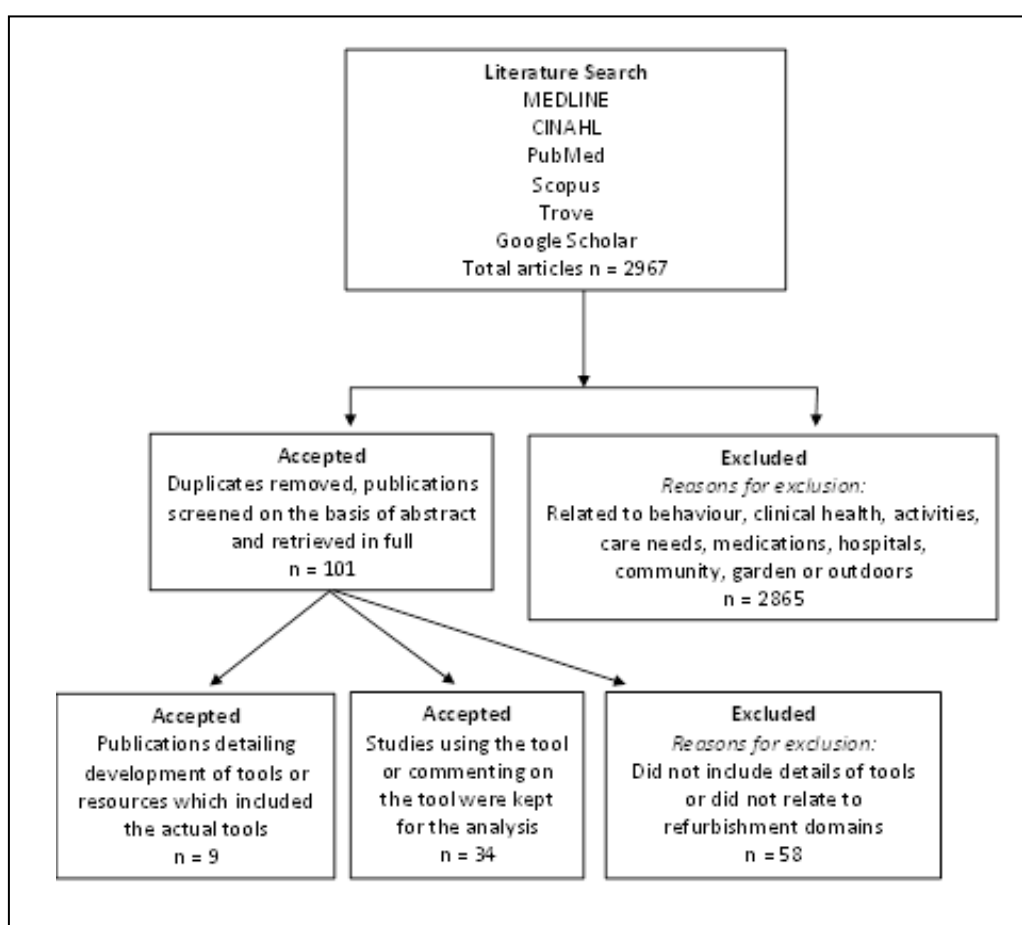 Literature Search
MEDLINE
CINAHL
PubMed
Scopus
Trove
Google Scholar
Total articles n = 2967
Accepted
Duplicates removed, publications
screened on the basis of abstract
and retrieved in full
n = 101
Excluded
Reasons for exclusion:
Related to behaviour, clinical health, activities,
care needs, medications, hospitals,
community, garden or outdoors
n = 2865
Accepted
Publications detailing
development of tools or
resources which included
the actual tools
n = 9
Accepted
Studies using the tool
or commenting on
the tool were kept
for the analysis
n = 34
Excluded
Reasons for exclusion:
Did not include details of tools
or did not relate to
refurbishment domains
n = 58